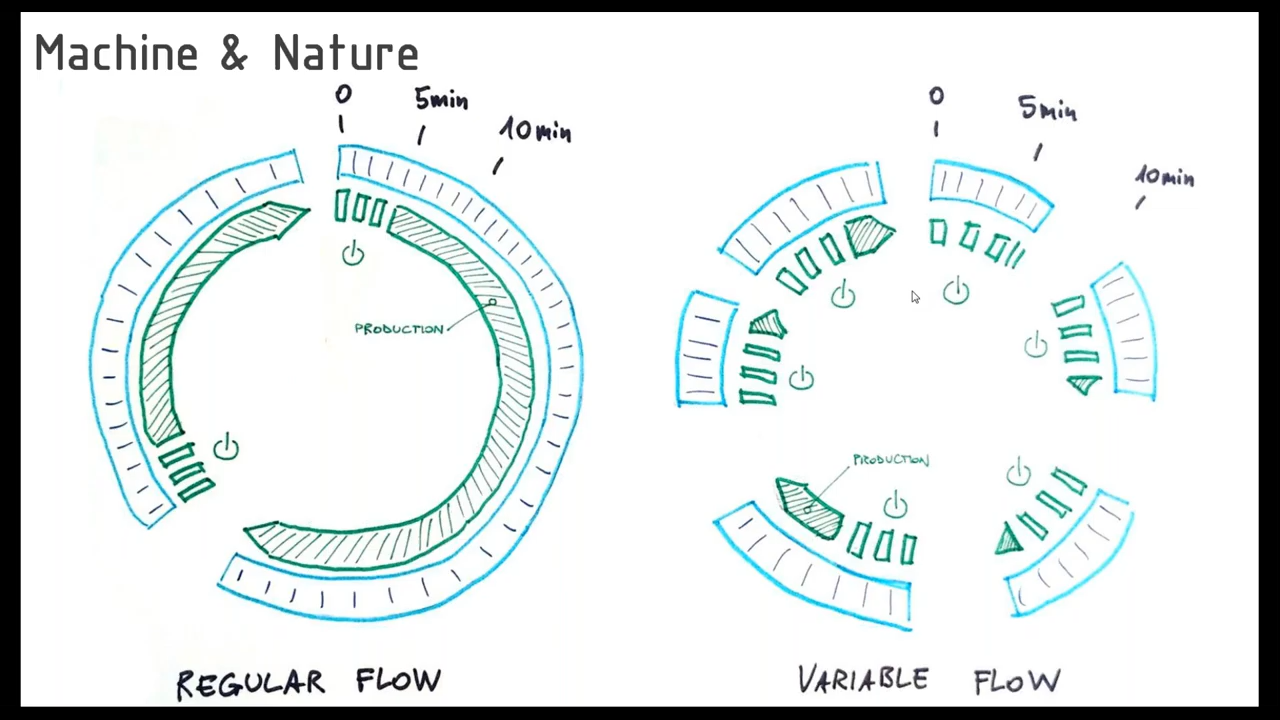 Machine & Nature
0
5min
10min
PRODUCTION
REGULAR FLOW
0
5min
10min
PRODUCTION
VARIABLE FLOW